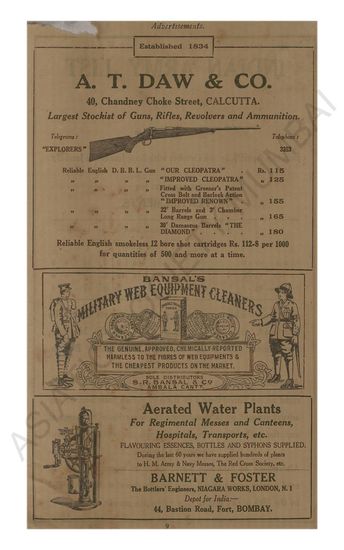 Advertisements.
Established 1834
A. T. DAW & CO.
40, Chandney Choke Street, CALCUTTA.
Largest Stockist of Guns, Rifles, Revolvers and Ammunition.
Telegrams : Telephone :
"EXPLORERS" 3313
Reliable English D. B. B. L. Gun "OUR CLEOPATRA" . Rs. 115
" " " " "IMPROVED CLEOPATRA" " 125
" " " " Fitted with Greener's Patent
Cross Bolt and Barlock Action
"IMPROVED RENOWN" . " 155
" " " " 32' Barrels and 3' Chamber
Long Range Gun . . " 165
" " " " 30' Damascus Barrels "THE
DIAMOND" . . . . " 180
Reliable English smokeless 12 bore shot cartridges Rs. 112-8 per 1000
for quantities of 500 and more at a time.
BANSAL'S
MILITARY WEB EQUIPMENT CLEANERS
THE GENUINE, APPROVED, CHEMICALLY-REPORTED
HARMLESS TO THE FIBRES OF WEB EQUIPMENTS &
THE CHEAPEST PRODUCTS ON THE MARKET.
SOLE DISTRIBUTORS
S. R. BANSAL & CO
AMBALA CANTT.
Aerated Water Plants
For Regimental Messes and Canteens,
Hospitals, Transports, etc.
FLAVOURING ESSENCES, BOTTLES AND SYPHONS SUPPLIED.
During the last 60 years we have supplied hundreds of plants
to H. M. Army & Navy Messes, The Red Cross Society, etc.
BARNETT & FOSTER
The Bottlers' Engineers, NIAGARA WORKS, LONDON, N. 1
Depot for India:—
44, Bastion Road, Fort, BOMBAY.
9